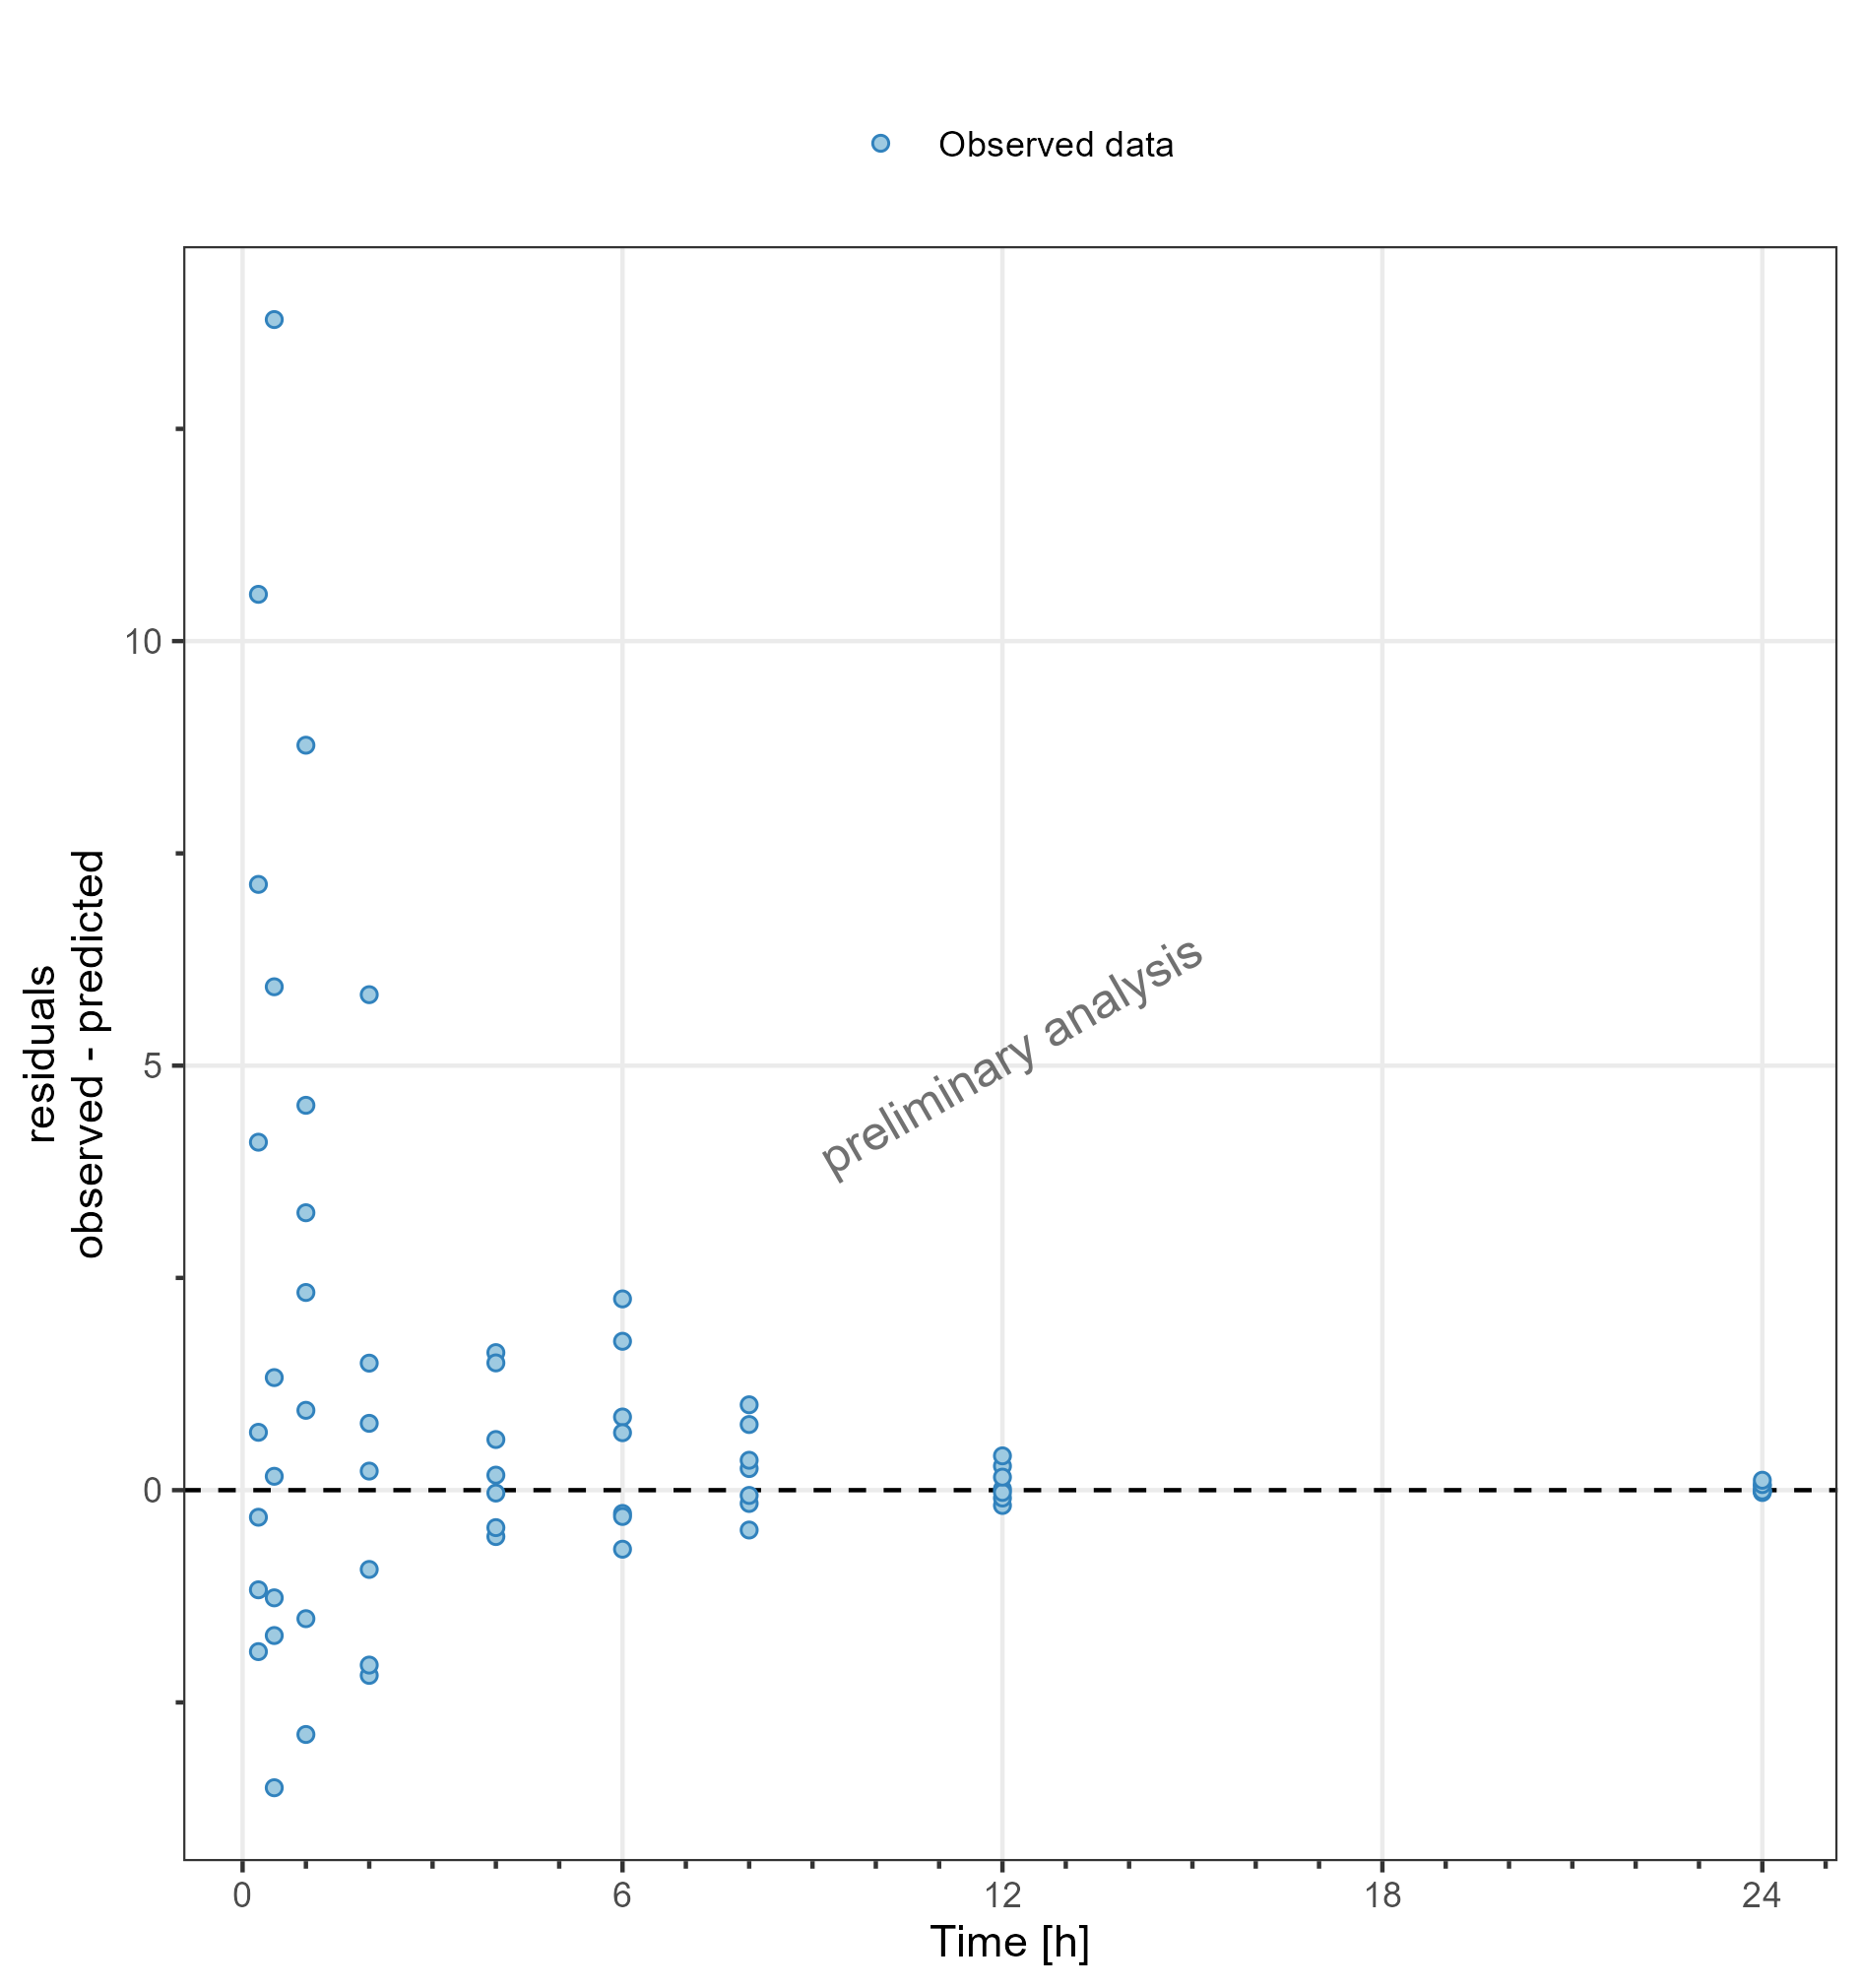 Observed data
residuals
observed - predicted
10
5
0
preliminary analysis
0
6
12
18
24
Time [h]